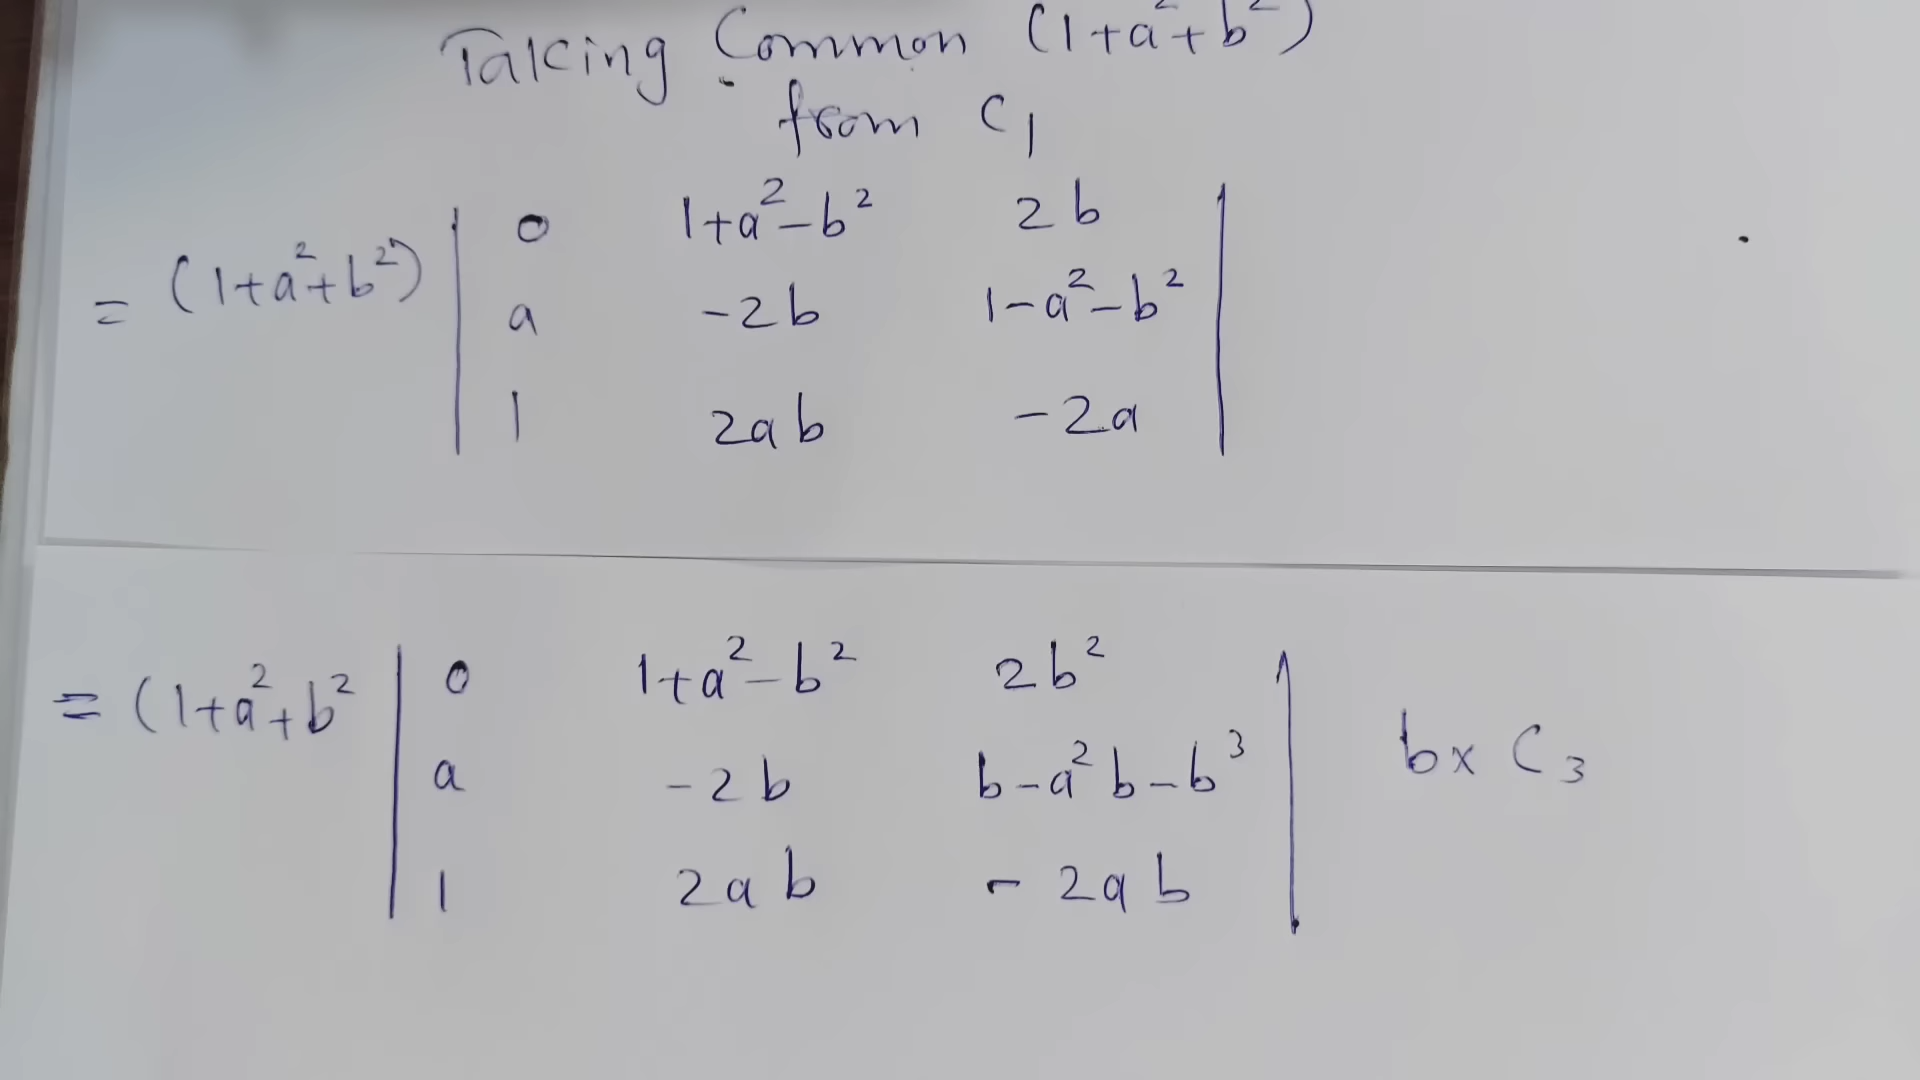 Taking Common (1+a²+b²)
from C₁
= (1+a²+b²) | 0 1+a²-b² 2b |
| a -2b 1-a²-b² |
| 1 2ab -2a |
= (1+a²+b² | 0 1+a²-b² 2b² |
| a -2b b-a²b-b³ | b× C₃
| 1 2ab -2ab |